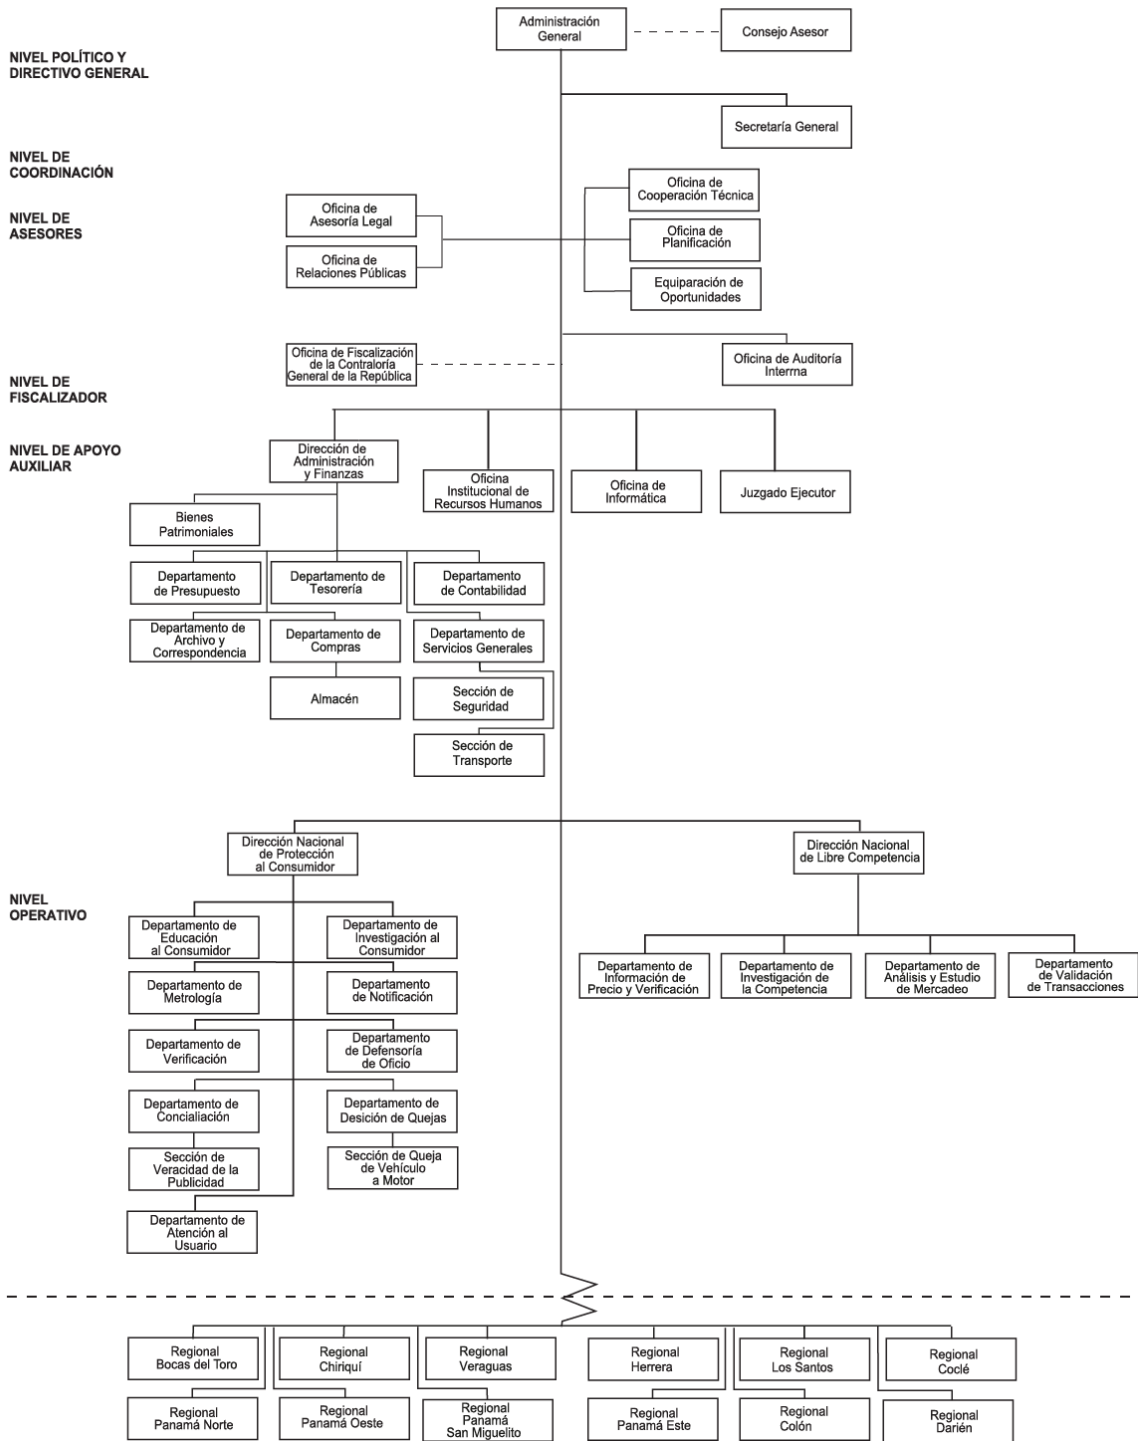 Administración
General
Consejo Asesor
NIVEL POLÍTICO Y
DIRECTIVO GENERAL
Secretaría General
NIVEL DE
COORDINACIÓN
Oficina de
Cooperación Técnica
NIVEL DE
ASESORES
Oficina de
Asesoría Legal
Oficina de
Planificación
Oficina de
Relaciones Públicas
Equiparación de
Oportunidades
Oficina de Fiscalización
de la Contraloría
General de la República
Oficina de Auditoría
Interrna
NIVEL DE
FISCALIZADOR
NIVEL DE APOYO
AUXILIAR
Dirección de
Administración
y Finanzas
Oficina
Institucional de
Recursos Humanos
Oficina de
Informática
Juzgado Ejecutor
Bienes
Patrimoniales
Departamento
de Presupuesto
Departamento de
Tesorería
Departamento
de Contabilidad
Departamento de
Archivo y
Correspondencia
Departamento de
Compras
Departamento de
Servicios Generales
Almacén
Sección de
Seguridad
Sección de
Transporte
Dirección Nacional
de Protección
al Consumidor
Dirección Nacional
de Libre Competencia
NIVEL
OPERATIVO
Departamento de
Educación
al Consumidor
Departamento de
Investigación al
Consumidor
Departamento de
Información de
Precio y Verificación
Departamento de
Investigación de
la Competencia
Departamento de
Análisis y Estudio
de Mercadeo
Departamento
de Validación
de Transacciones
Departamento de
Metrología
Departamento
de Notificación
Departamento de
Verificación
Departamento
de Defensoría
de Oficio
Departamento de
Concialiación
Departamento de
Desición de Quejas
Sección de
Veracidad de la
Publicidad
Sección de Queja
de Vehículo
a Motor
Departamento de
Atención al
Usuario
Regional
Bocas del Toro
Regional
Chiriquí
Regional
Veraguas
Regional
Herrera
Regional
Los Santos
Regional
Coclé
Regional
Panamá Norte
Regional
Panamá Oeste
Regional
Panamá
San Miguelito
Regional
Panamá Este
Regional
Colón
Regional
Darién